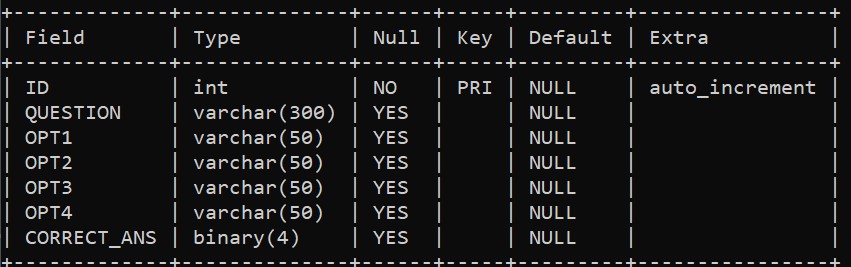 +-------------+--------------+------+-----+---------+----------------+
| Field       | Type         | Null | Key | Default | Extra          |
+-------------+--------------+------+-----+---------+----------------+
| ID          | int          | NO   | PRI | NULL    | auto_increment |
| QUESTION    | varchar(300) | YES  |     | NULL    |                |
| OPT1        | varchar(50)  | YES  |     | NULL    |                |
| OPT2        | varchar(50)  | YES  |     | NULL    |                |
| OPT3        | varchar(50)  | YES  |     | NULL    |                |
| OPT4        | varchar(50)  | YES  |     | NULL    |                |
| CORRECT_ANS | binary(4)    | YES  |     | NULL    |                |
+-------------+--------------+------+-----+---------+----------------+